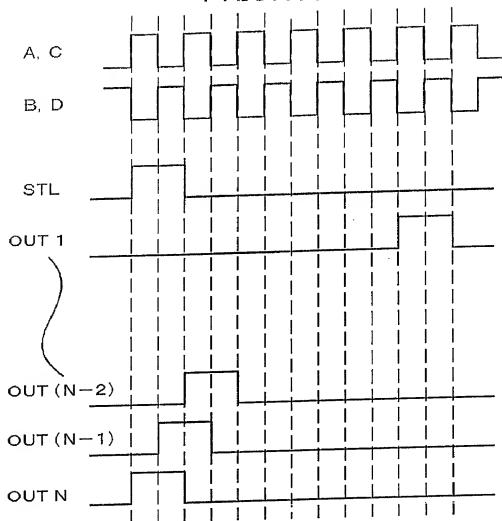 A, C
B, D
STL
OUT 1
OUT (N-2)
OUT (N-1)
OUT N